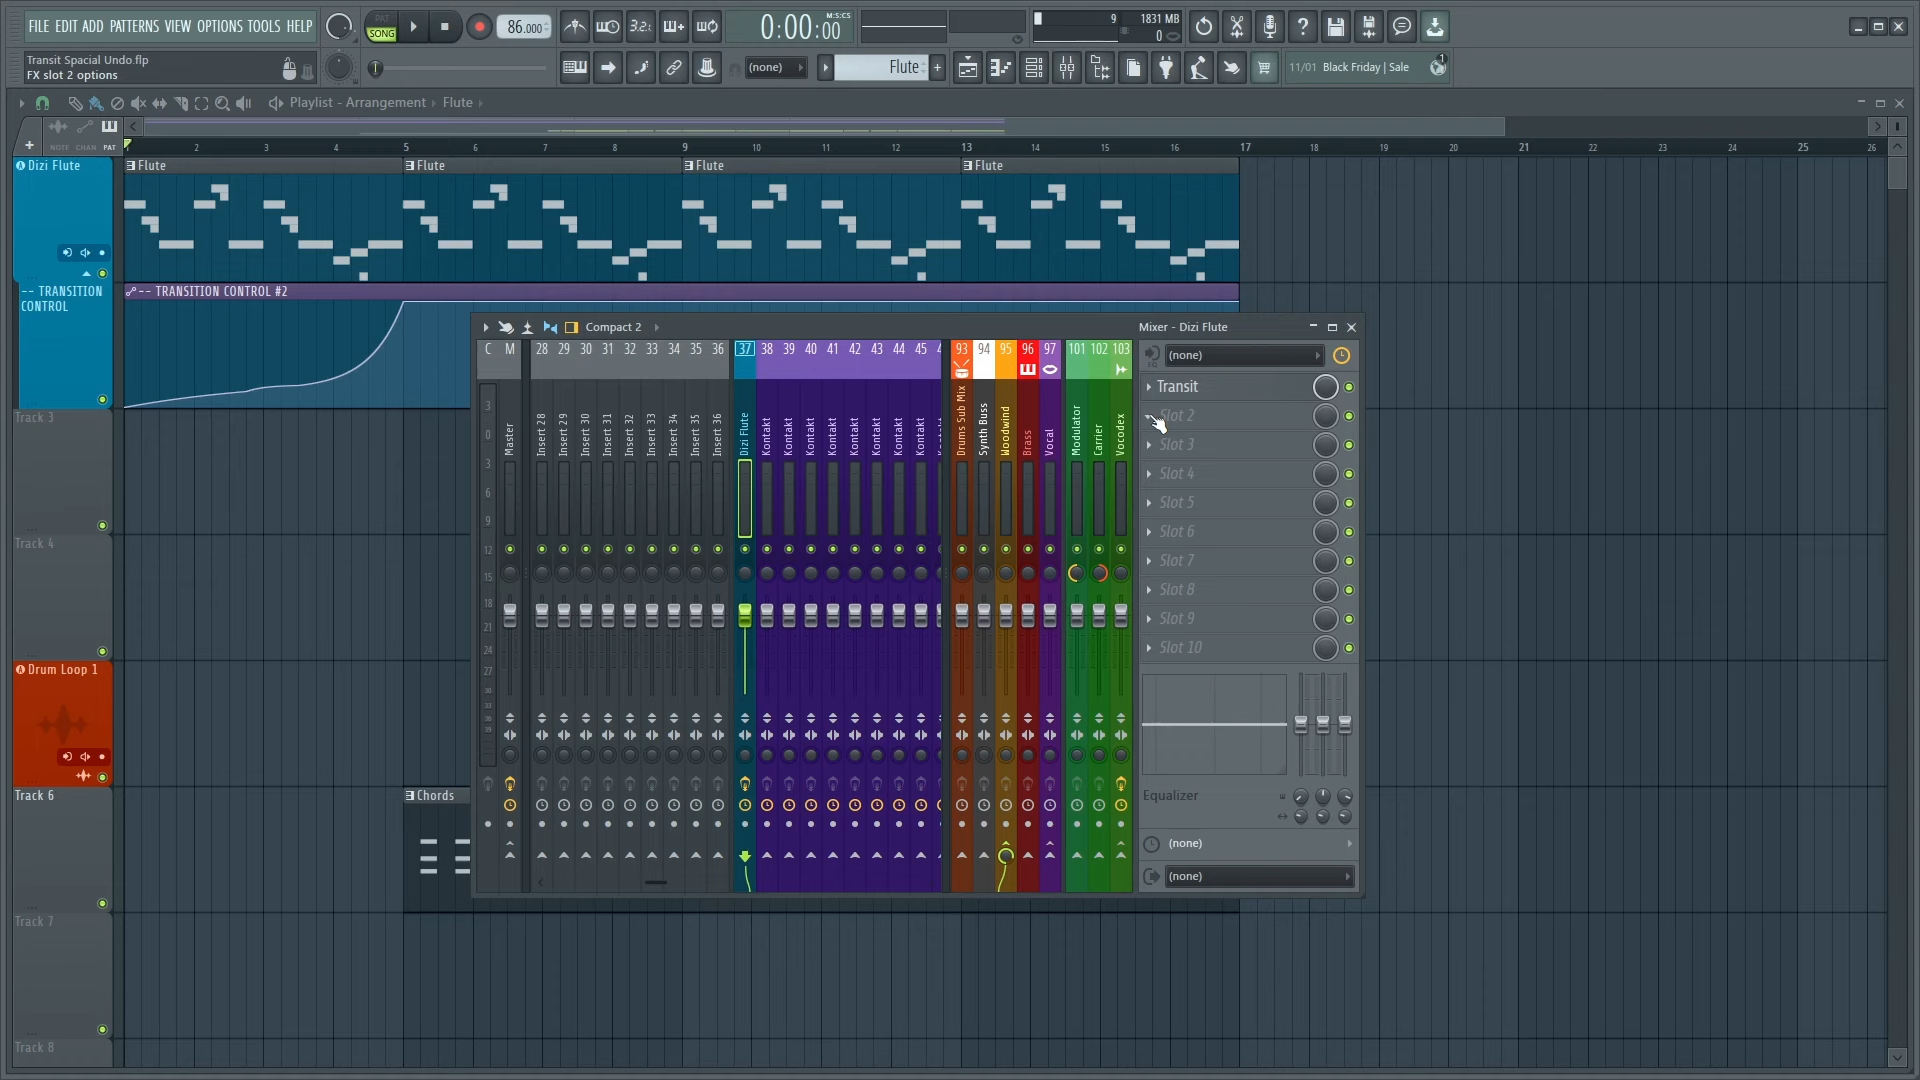 FILE EDIT ADD PATTERNS VIEW OPTIONS TOOLS HELP
PAT
SONG
86.000
3.2.
0:00:00
M:S:CS
9
1831 MB
0
Transit Spacial Undo.flp
FX slot 2 options
(none)
Flute
11/01 Black Friday | Sale
Playlist - Arrangement Flute
NOTE CHAN PAT
2 3 4 5 6 7 8 9 10 11 12 13 14 15 16 17 18 19 20 21 22 23 24 25 26
Dizi Flute
Flute Flute Flute Flute
-- TRANSITION
CONTROL
-- TRANSITION CONTROL #2
Track 3
Track 4
Drum Loop 1
Track 6
Chords
Track 7
Track 8
Compact 2
Mixer - Dizi Flute
C M 28 29 30 31 32 33 34 35 36 37 38 39 40 41 42 43 44 45 4 93 94 95 96 97 101 102 103
Master
Insert 28
Insert 29
Insert 30
Insert 31
Insert 32
Insert 33
Insert 34
Insert 35
Insert 36
Dizi Flute
Kontakt
Kontakt
Kontakt
Kontakt
Kontakt
Kontakt
Kontakt
Kontakt
Drums Sub Mix
Synth Buss
Woodwind
Brass
Vocal
Modulator
Carrier
Vocodex
3
0
3
6
9
12
15
18
21
24
27
(none)
EQ
Transit
Slot 2
Slot 3
Slot 4
Slot 5
Slot 6
Slot 7
Slot 8
Slot 9
Slot 10
Equalizer
(none)
(none)